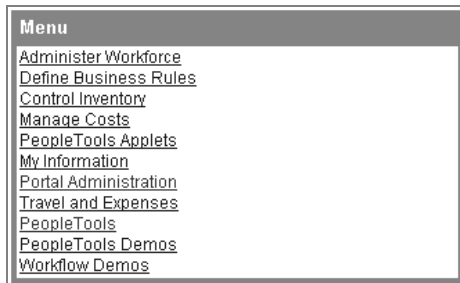 Menu
Administer Workforce
Define Business Rules
Control Inventory
Manage Costs
PeopleTools Applets
My Information
Portal Administration
Travel and Expenses
PeopleTools
PeopleTools Demos
Workflow Demos